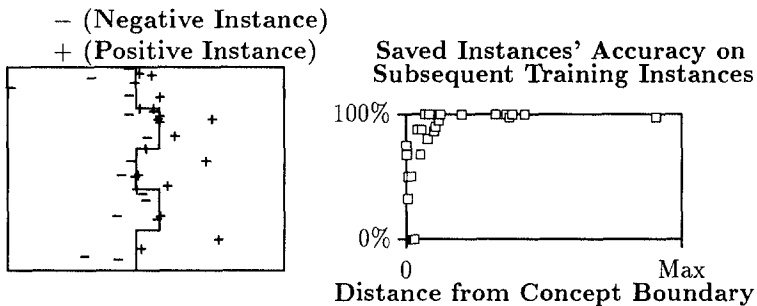 − (Negative Instance)
+ (Positive Instance)
Saved Instances' Accuracy on
Subsequent Training Instances
100%
0%
0
Max
Distance from Concept Boundary